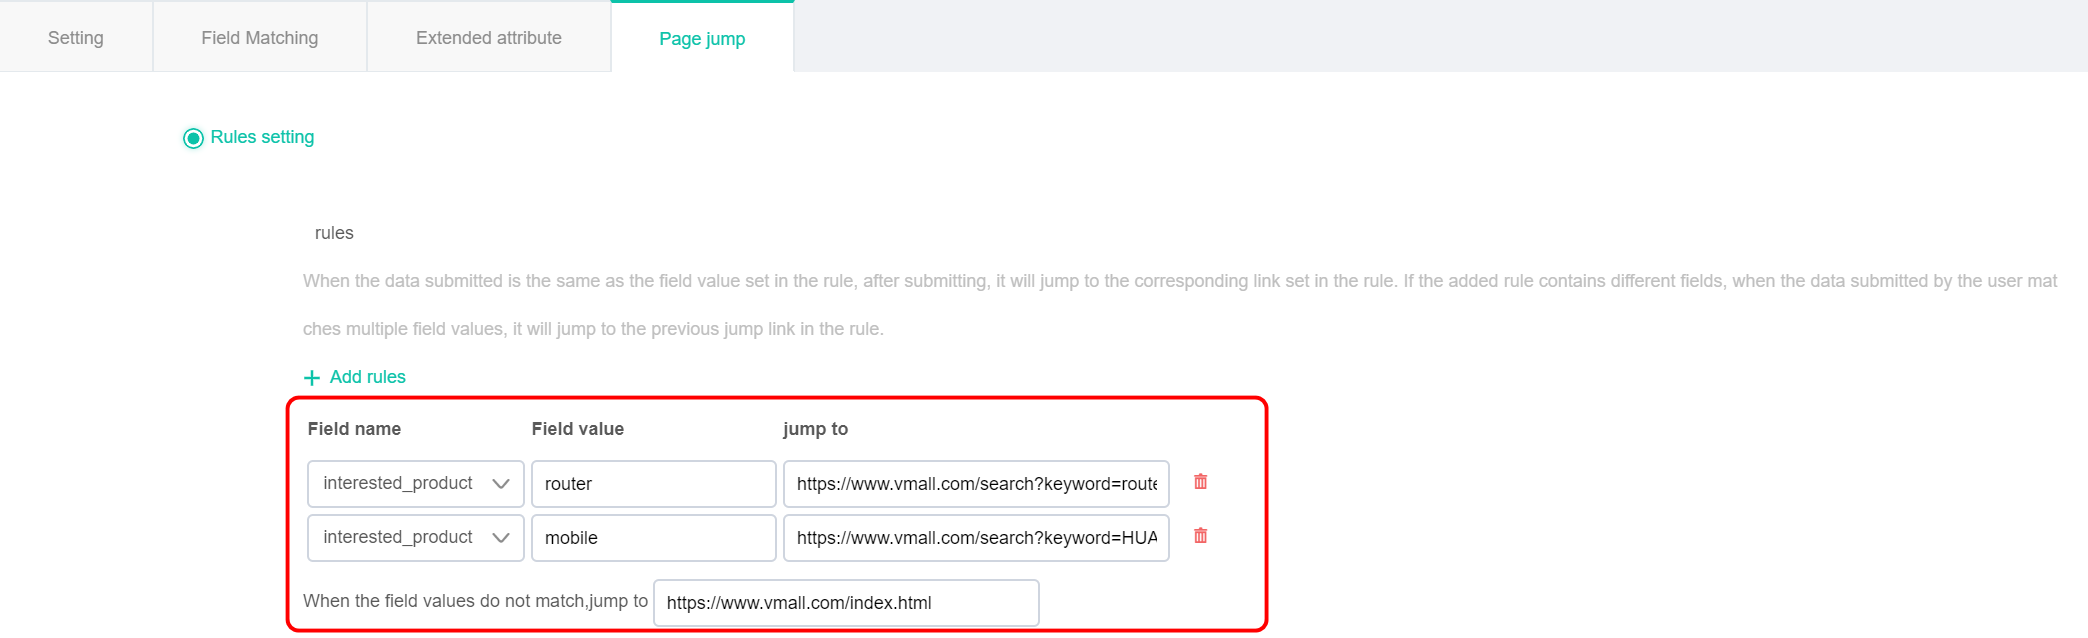 Setting Field Matching Extended attribute Page jump
Rules setting
rules
When the data submitted is the same as the field value set in the rule, after submitting, it will jump to the corresponding link set in the rule. If the added rule contains different fields, when the data submitted by the user mat
ches multiple field values, it will jump to the previous jump link in the rule.
Add rules
Field name Field value jump to
interested_product router https://www.vmall.com/search?keyword=route
interested_product mobile https://www.vmall.com/search?keyword=HUA
When the field values do not match,jump to https://www.vmall.com/index.html